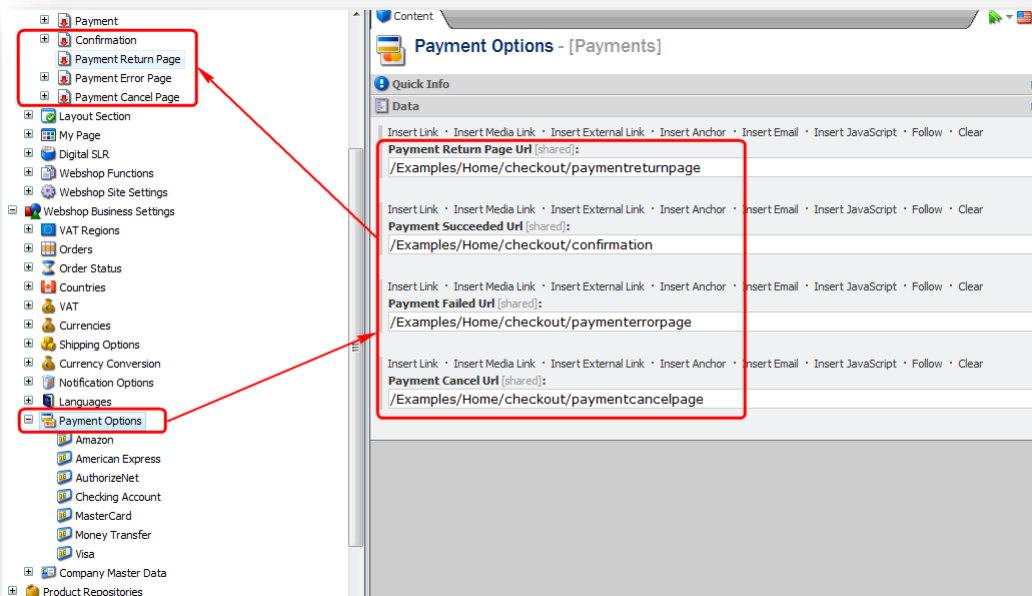 Payment
Confirmation
Payment Return Page
Payment Error Page
Payment Cancel Page
Layout Section
My Page
Digital SLR
Webshop Functions
Webshop Site Settings
Webshop Business Settings
VAT Regions
Orders
Order Status
Countries
VAT
Currencies
Shipping Options
Currency Conversion
Notification Options
Languages
Payment Options
Amazon
American Express
AuthorizeNet
Checking Account
MasterCard
Money Transfer
Visa
Company Master Data
Product Repositories
Content
Payment Options - [Payments]
Quick Info
Data
Insert Link · Insert Media Link · Insert External Link · Insert Anchor · Insert Email · Insert JavaScript · Follow · Clear
Payment Return Page Url [shared]:
/Examples/Home/checkout/paymentreturnpage
Insert Link · Insert Media Link · Insert External Link · Insert Anchor · Insert Email · Insert JavaScript · Follow · Clear
Payment Succeeded Url [shared]:
/Examples/Home/checkout/confirmation
Insert Link · Insert Media Link · Insert External Link · Insert Anchor · Insert Email · Insert JavaScript · Follow · Clear
Payment Failed Url [shared]:
/Examples/Home/checkout/paymenterrorpage
Insert Link · Insert Media Link · Insert External Link · Insert Anchor · Insert Email · Insert JavaScript · Follow · Clear
Payment Cancel Url [shared]:
/Examples/Home/checkout/paymentcancelpage